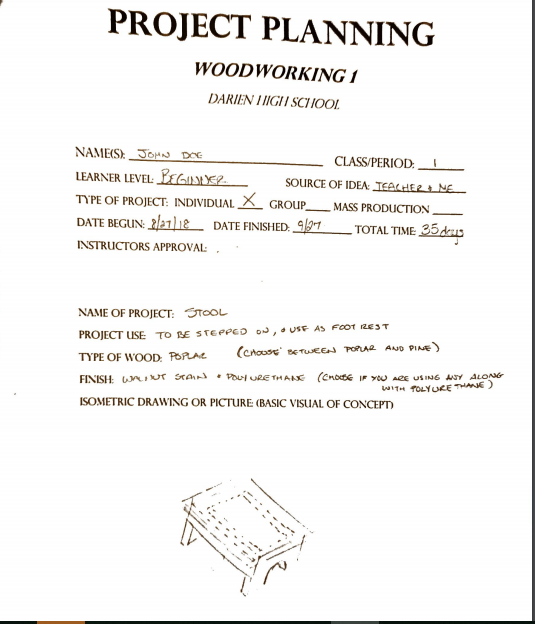 PROJECT PLANNING
WOODWORKING 1
DARIEN HIGH SCHOOL
NAME(S): JOHN DOE CLASS/PERIOD: 1
LEARNER LEVEL: BEGINNER SOURCE OF IDEA: TEACHER & ME
TYPE OF PROJECT: INDIVIDUAL X GROUP MASS PRODUCTION
DATE BEGUN: 8/27/18 DATE FINISHED: 9/27 TOTAL TIME: 35 days
INSTRUCTORS APPROVAL:
NAME OF PROJECT: STOOL
PROJECT USE: TO BE STEPPED ON, & USE AS FOOT REST
TYPE OF WOOD: POPLAR (CHOOSE BETWEEN POPLAR AND PINE)
FINISH: WALNUT STAIN & POLYURETHANE (CHOOSE IF YOU ARE USING ANY ALONG
WITH POLYURETHANE)
ISOMETRIC DRAWING OR PICTURE: (BASIC VISUAL OF CONCEPT)